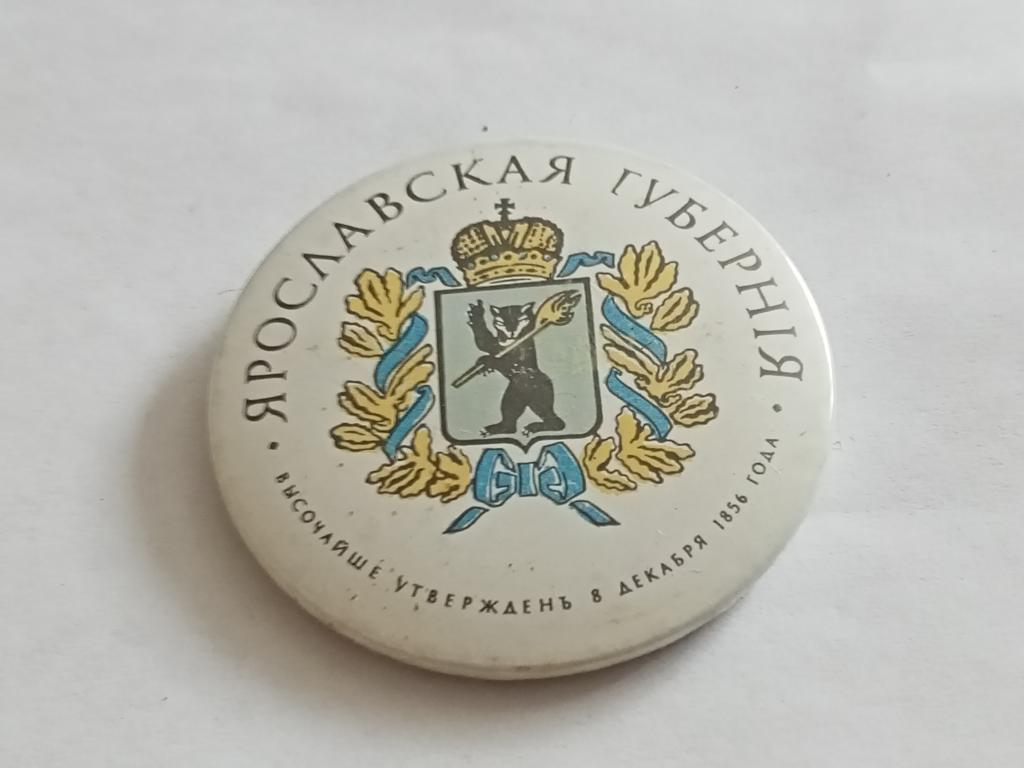 • ЯРОСЛАВСКАЯ ГУБЕРНІЯ •
ВЫСОЧАЙШЕ УТВЕРЖДЕНЪ 8 ДЕКАБРЯ 1856 ГОДА